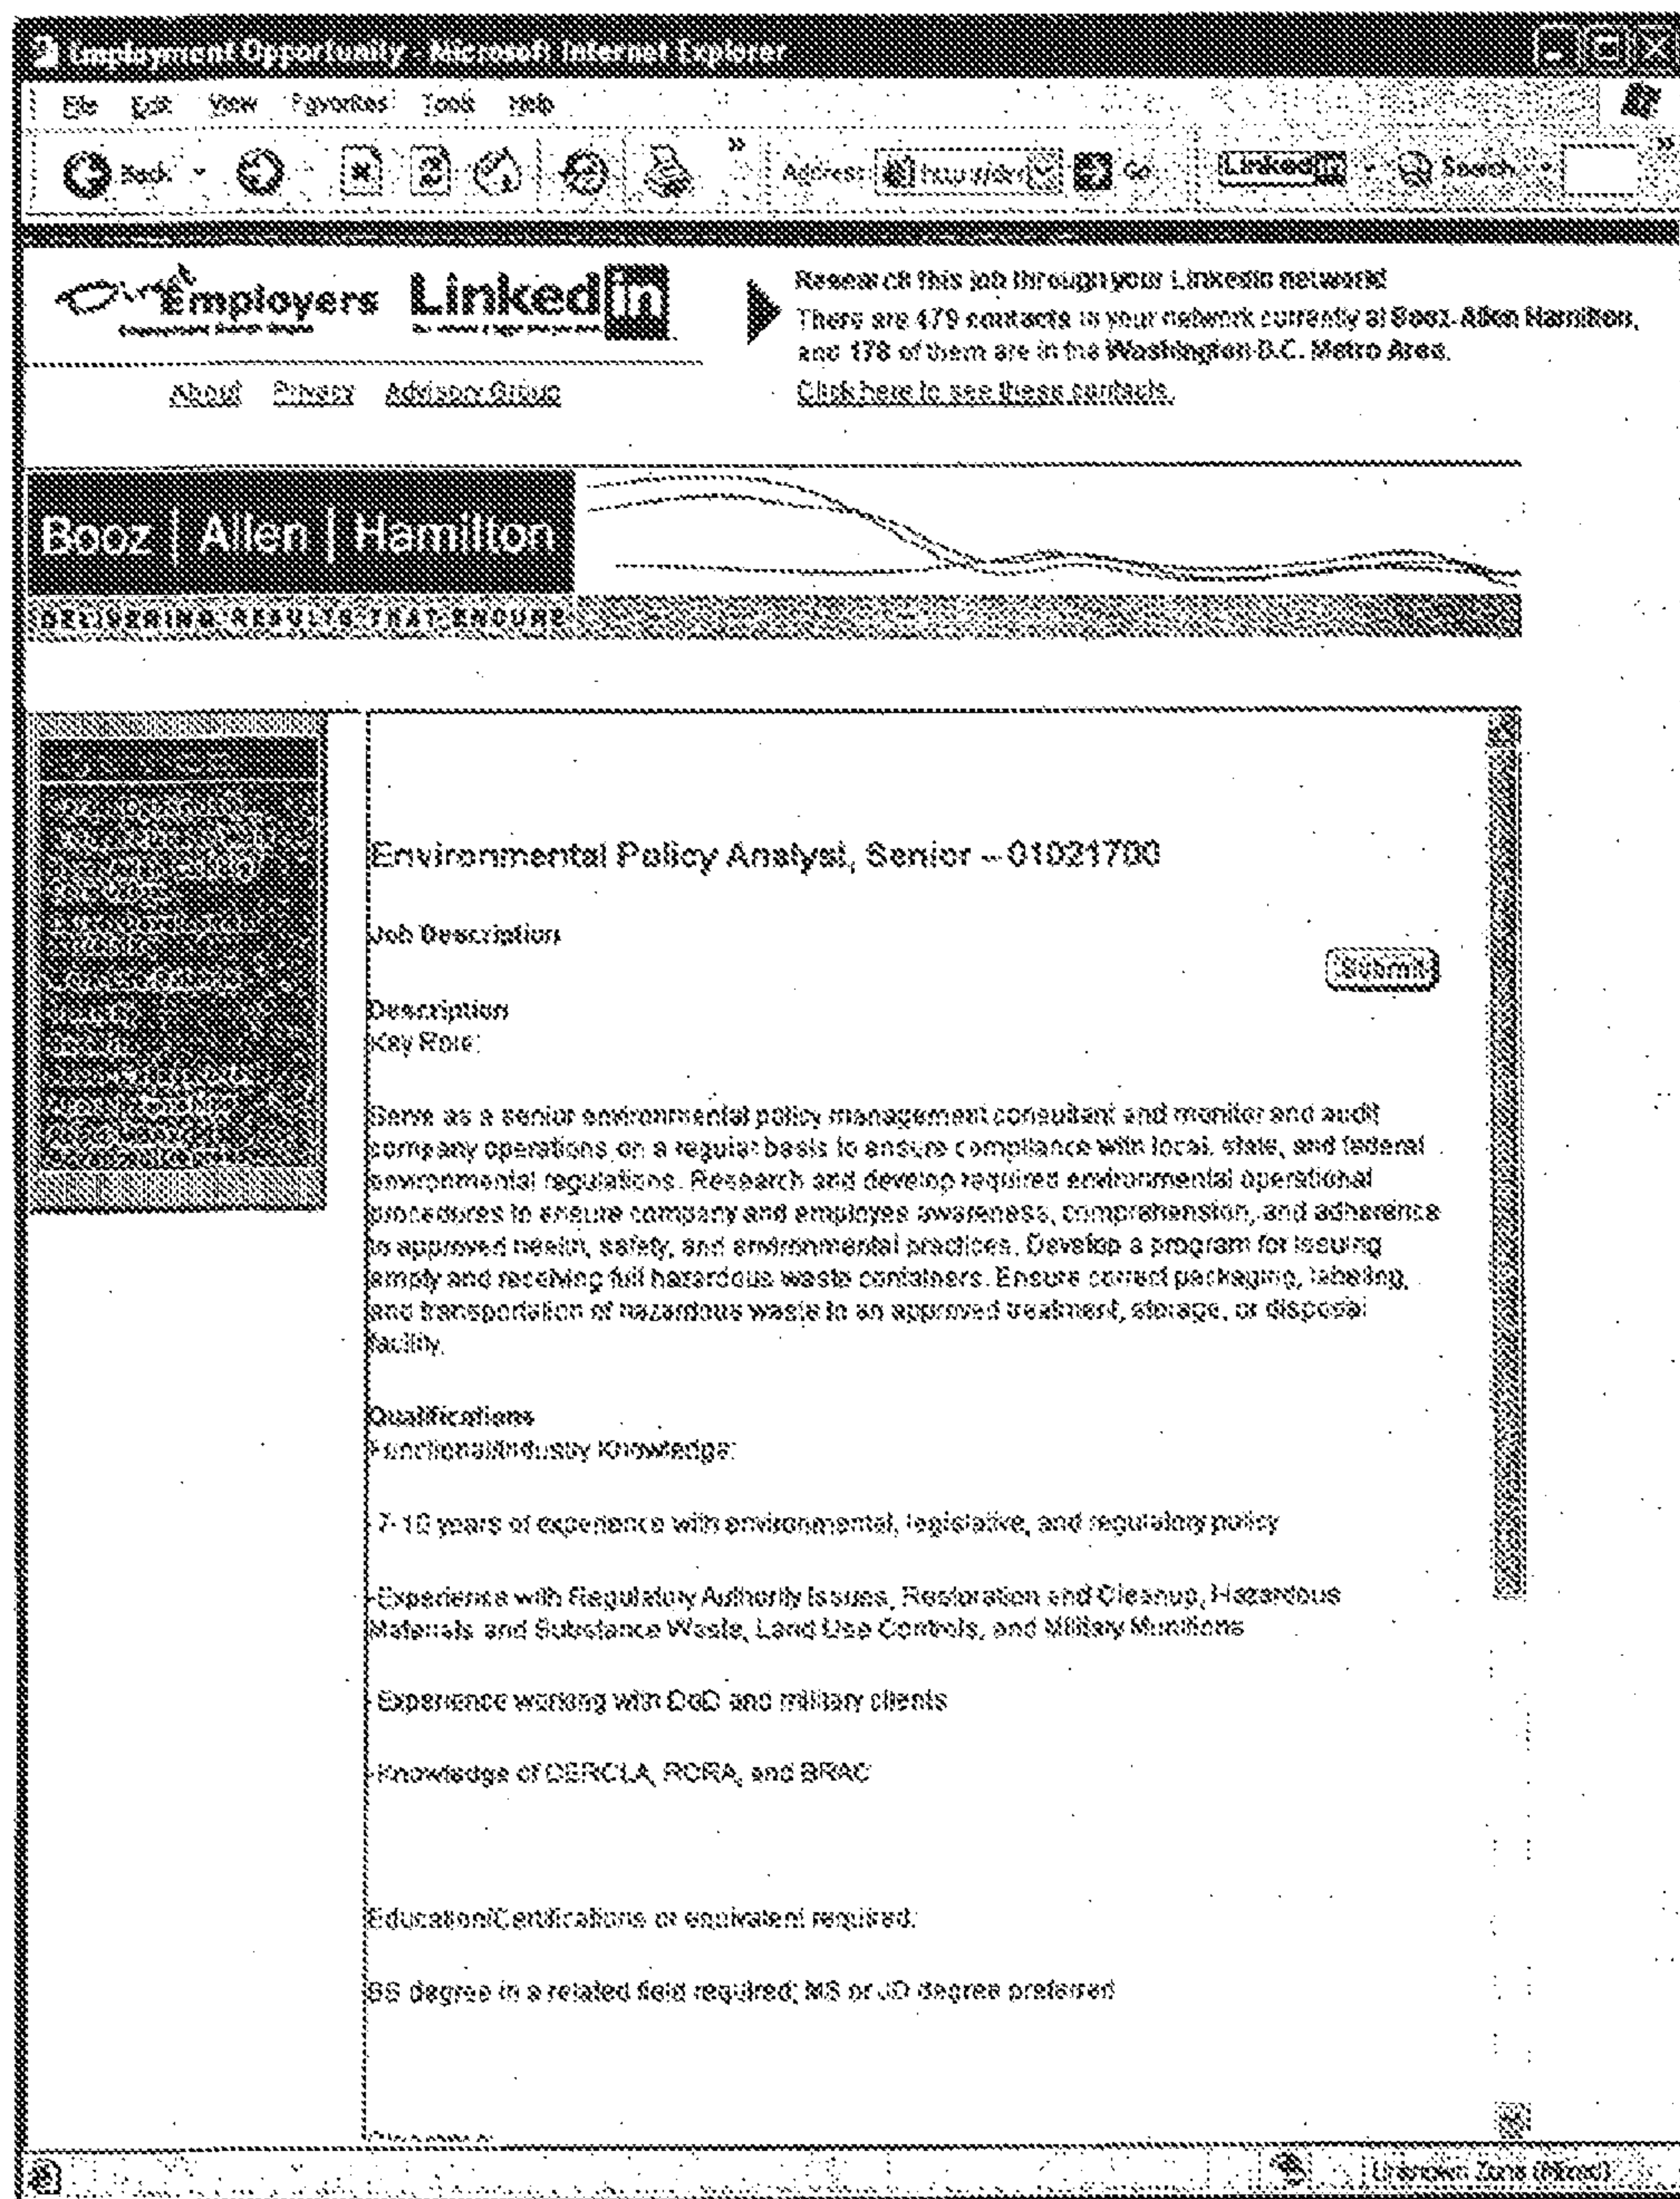 Employment Opportunity - Microsoft Internet Explorer
File Edit View Favorites Tools Help
Back Address Go LinkedIn Search
Direct Employers LinkedIn
Research this job through your LinkedIn network!
There are 479 contacts in your network currently at Booz-Allen Hamilton,
and 178 of them are in the Washington D.C. Metro Area.
About Privacy Advisory Group
Click here to see these contacts.
Booz | Allen | Hamilton
DELIVERING RESULTS THAT ENDURE
Environmental Policy Analyst, Senior – 01021700
Job Description
Submit
Description
Key Role:
Serve as a senior environmental policy management consultant and monitor and audit
company operations on a regular basis to ensure compliance with local, state, and federal
environmental regulations. Research and develop required environmental operational
procedures to ensure company and employee awareness, comprehension, and adherence
to approved health, safety, and environmental practices. Develop a program for issuing
empty and receiving full hazardous waste containers. Ensure correct packaging, labeling,
and transportation of hazardous waste to an approved treatment, storage, or disposal
facility.
Qualifications
Functional/Industry Knowledge:
-7-10 years of experience with environmental, legislative, and regulatory policy
-Experience with Regulatory Authority Issues, Restoration and Cleanup, Hazardous
Materials and Substance Waste, Land Use Controls, and Military Munitions
-Experience working with DoD and military clients
-Knowledge of CERCLA, RCRA, and BRAC
Education/Certifications or equivalent required:
BS degree in a related field required; MS or JD degree preferred
Unknown Zone (Mixed)